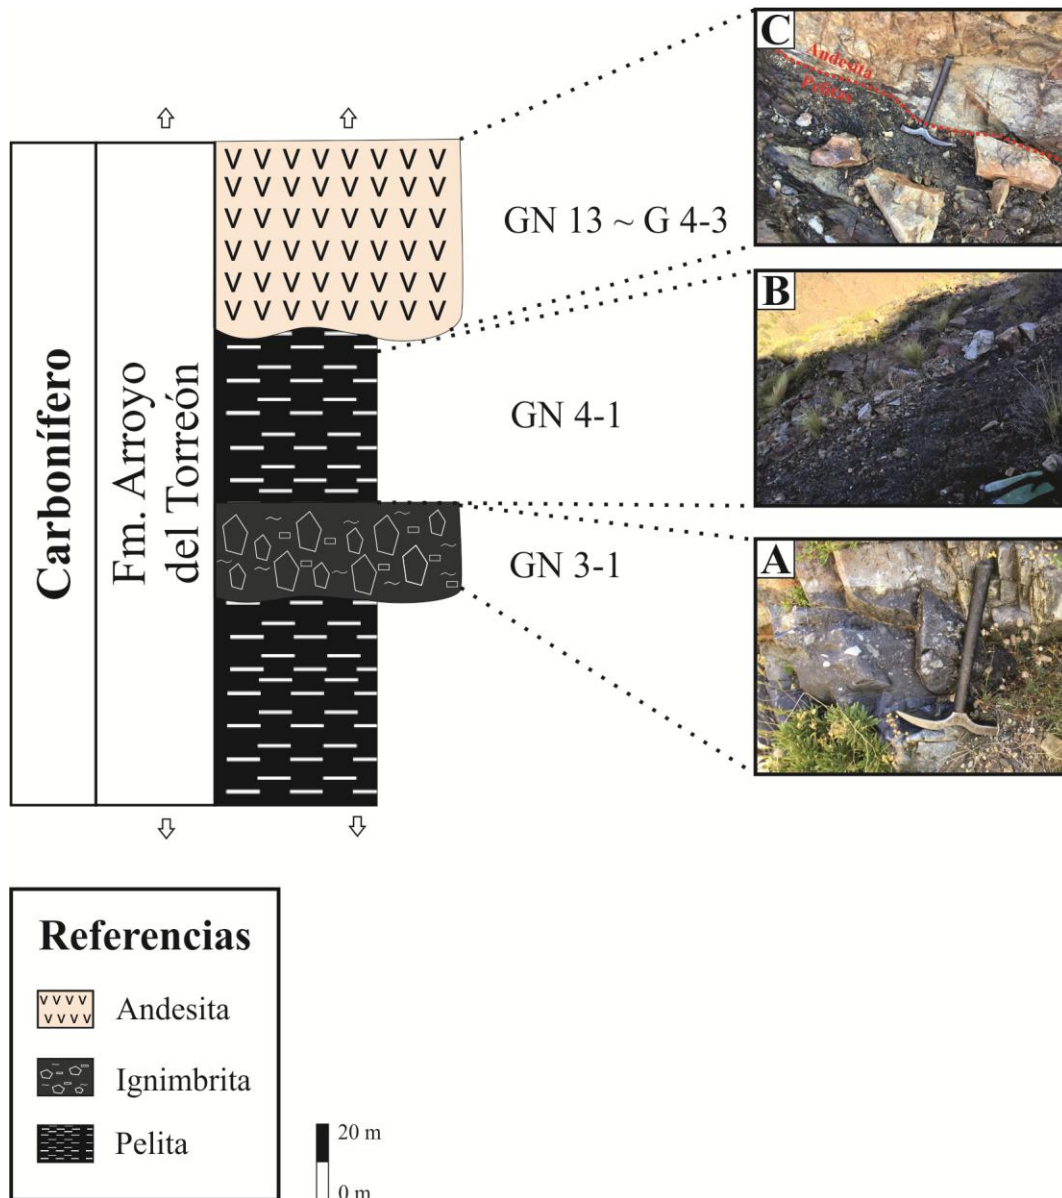 Carbonífero
Fm. Arroyo
del Torreón
GN 13 ~ G 4-3
GN 4-1
GN 3-1
C
Andesita
Pelitas
B
A
Referencias
Andesita
Ignimbrita
Pelita
20 m
0 m